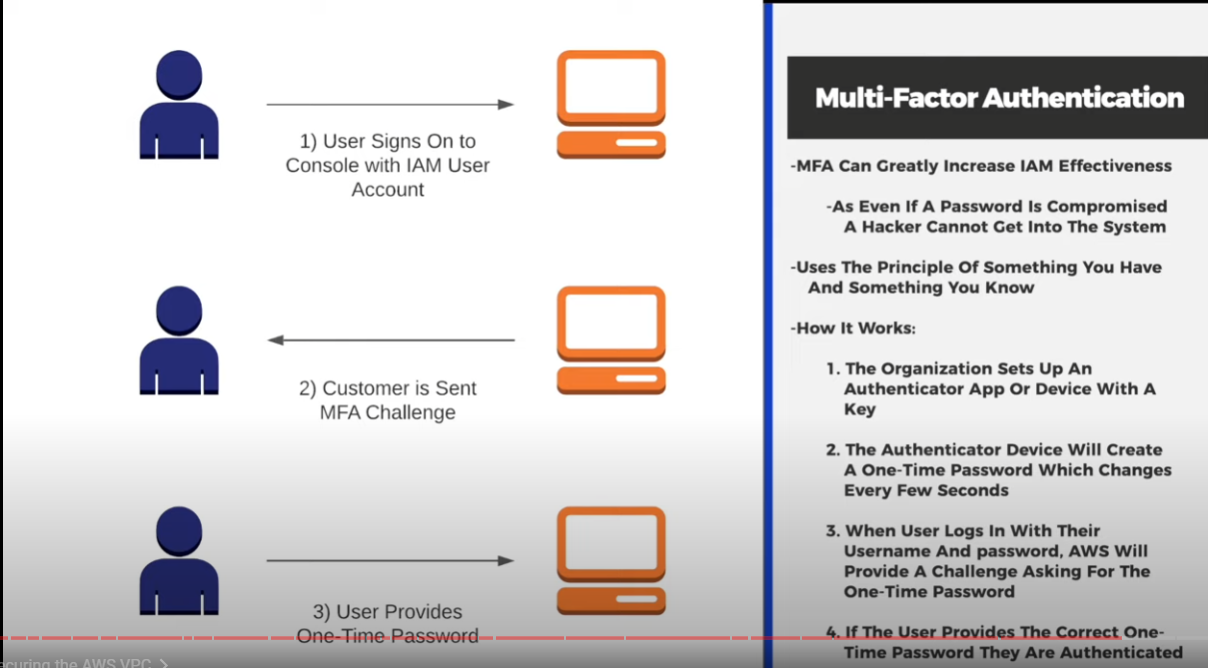 1) User Signs On to
Console with IAM User
Account
2) Customer is Sent
MFA Challenge
3) User Provides
One-Time Password
Multi-Factor Authentication
-MFA Can Greatly Increase IAM Effectiveness
-As Even If A Password Is Compromised
A Hacker Cannot Get Into The System
-Uses The Principle Of Something You Have
And Something You Know
-How It Works:
1. The Organization Sets Up An
Authenticator App Or Device With A
Key
2. The Authenticator Device Will Create
A One-Time Password Which Changes
Every Few Seconds
3. When User Logs In With Their
Username And password, AWS Will
Provide A Challenge Asking For The
One-Time Password
4. If The User Provides The Correct One-
Time Password They Are Authenticated
ecuring the AWS VPC